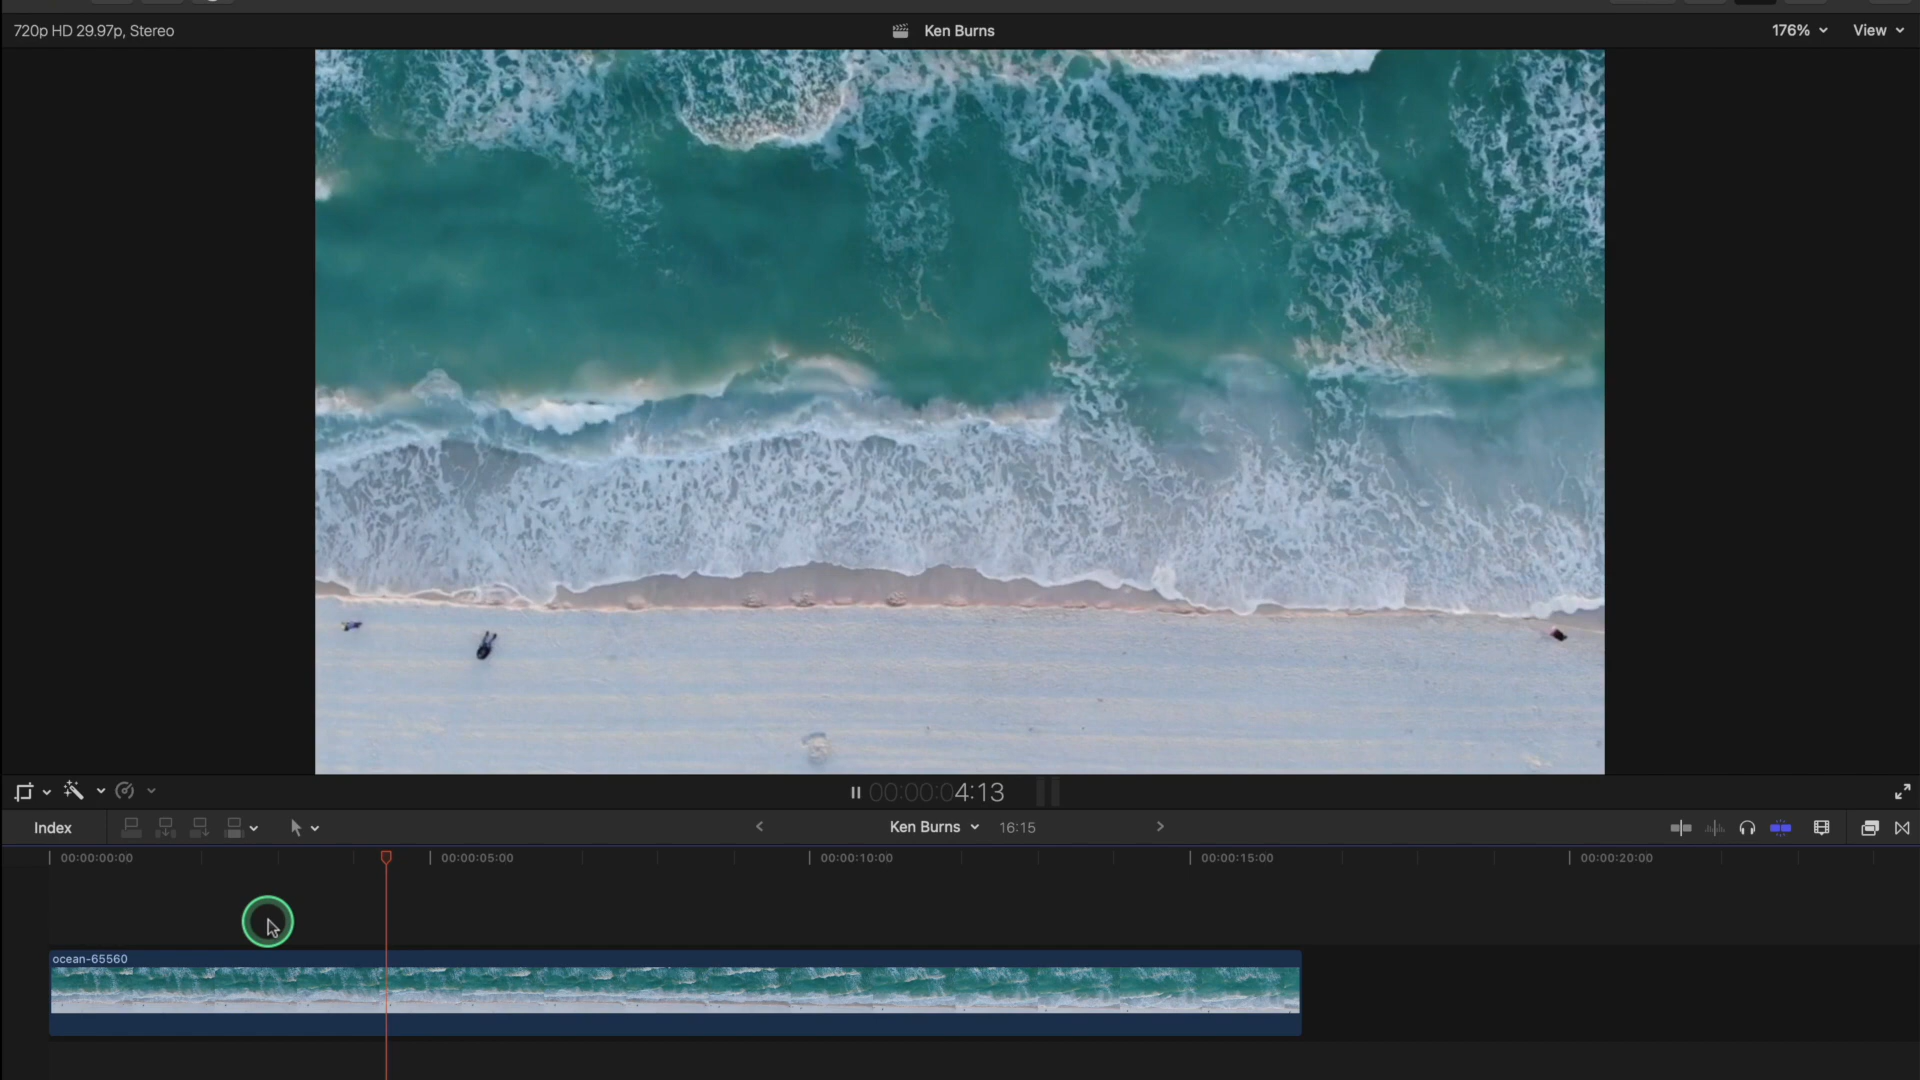 720p HD 29.97p, Stereo
Ken Burns
176%
View
00:00:04:13
Index
Ken Burns
16:15
00:00:00:00
00:00:05:00
00:00:10:00
00:00:15:00
00:00:20:00
ocean-65560